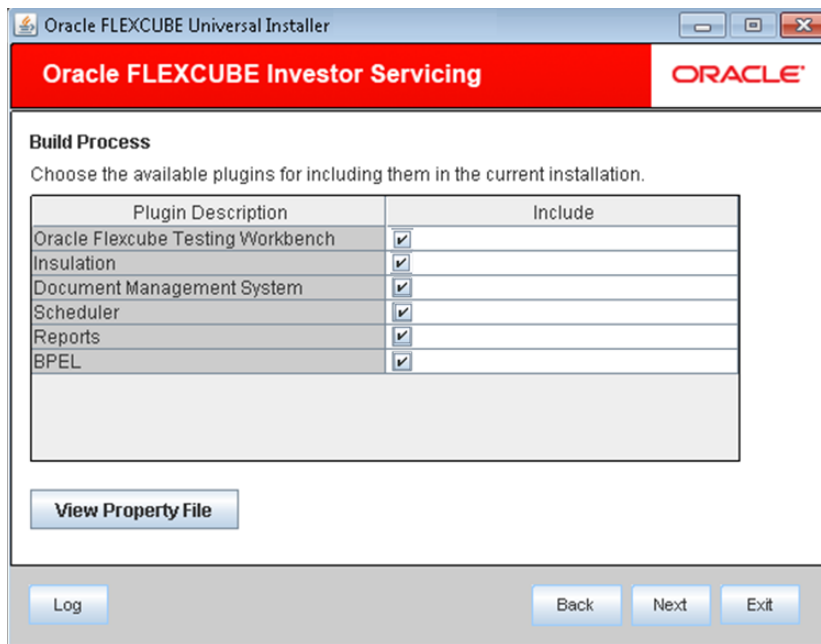 Oracle FLEXCUBE Universal Installer
Oracle FLEXCUBE Investor Servicing
ORACLE
Build Process
Choose the available plugins for including them in the current installation.
Plugin Description Include
Oracle Flexcube Testing Workbench
Insulation
Document Management System
Scheduler
Reports
BPEL
View Property File
Log Back Next Exit